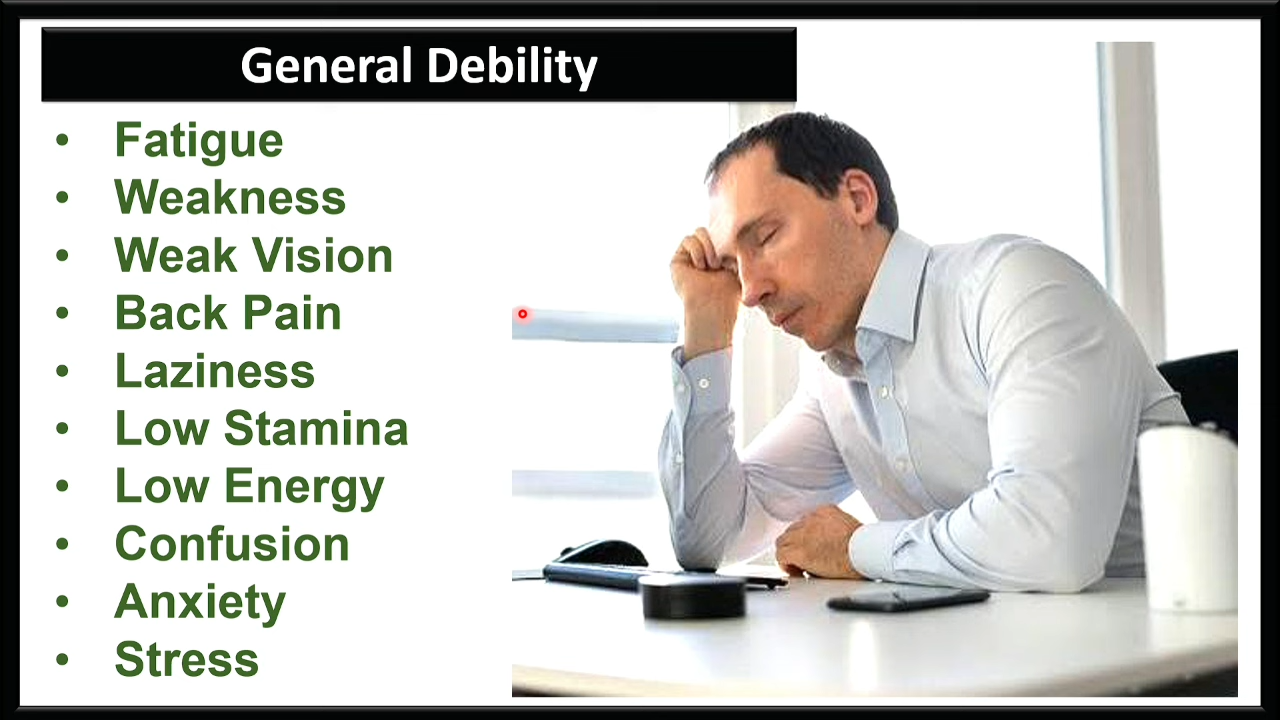 General Debility
• Fatigue
• Weakness
• Weak Vision
• Back Pain
• Laziness
• Low Stamina
• Low Energy
• Confusion
• Anxiety
• Stress